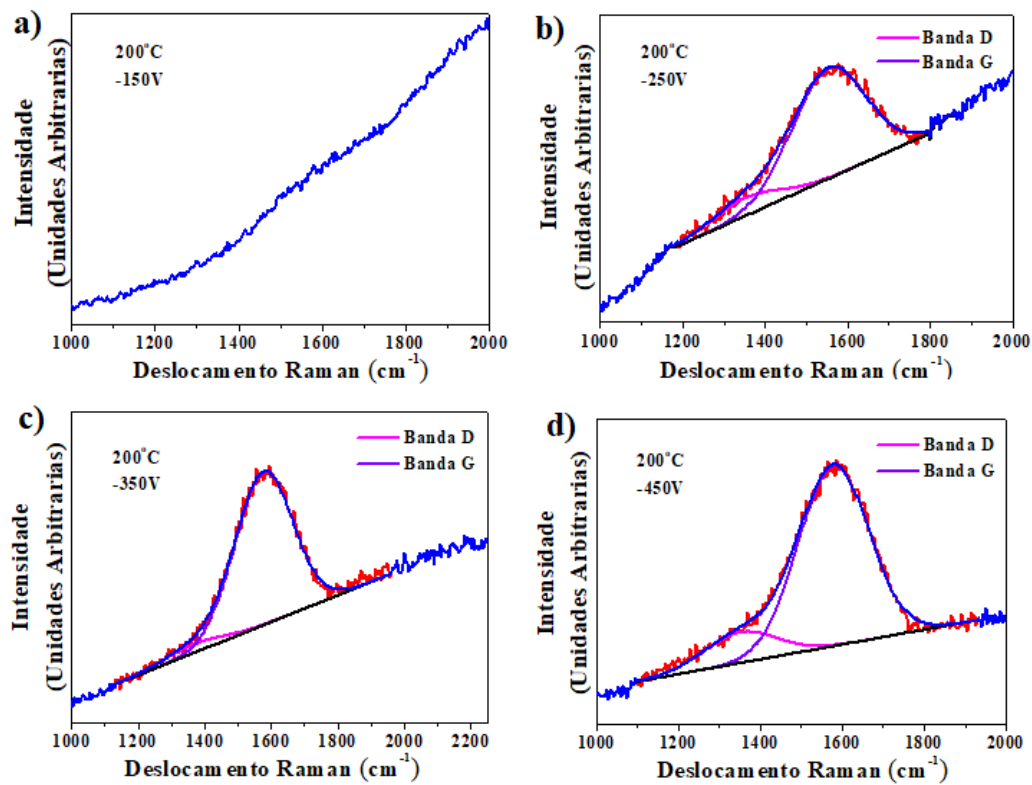 a)
200°C
-150V
Intensidade
(Unidades Arbitrarias)
1000 1200 1400 1600 1800 2000
Deslocamento Raman (cm⁻¹)
b)
200°C
-250V
Banda D
Banda G
Intensidade
(Unidades Arbitrarias)
1000 1200 1400 1600 1800 2000
Deslocamento Raman (cm⁻¹)
c)
200°C
-350V
Banda D
Banda G
Intensidade
(Unidades Arbitrarias)
1000 1200 1400 1600 1800 2000 2200
Deslocamento Raman (cm⁻¹)
d)
200°C
-450V
Banda D
Banda G
Intensidade
(Unidades Arbitrarias)
1000 1200 1400 1600 1800 2000
Deslocamento Raman (cm⁻¹)